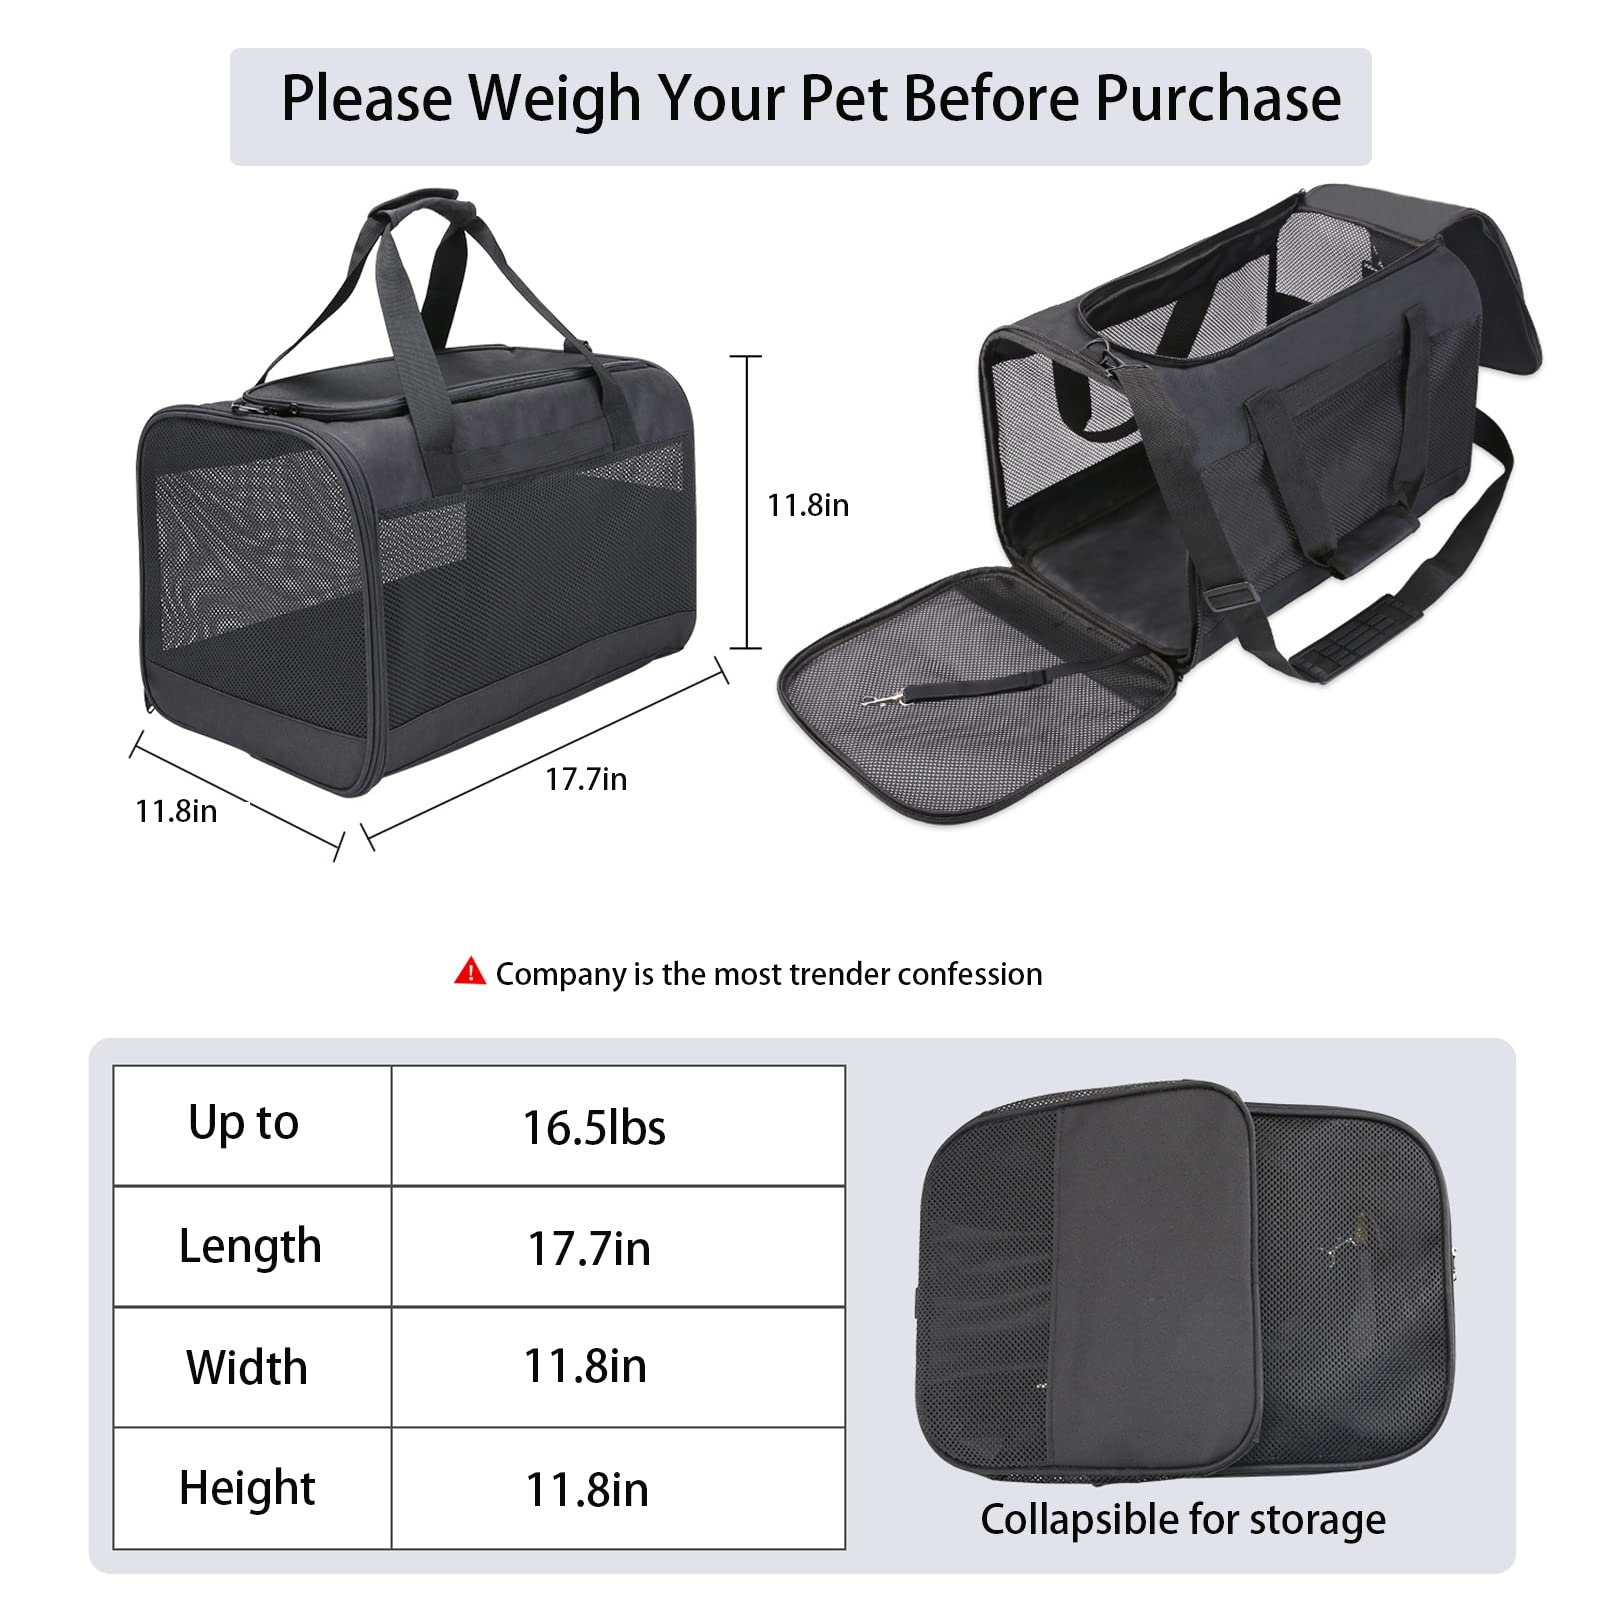 Please Weigh Your Pet Before Purchase
11.8in
17.7in
11.8in
Company is the most trender confession
Up to 16.5lbs
Length 17.7in
Width 11.8in
Height 11.8in
Collapsible for storage